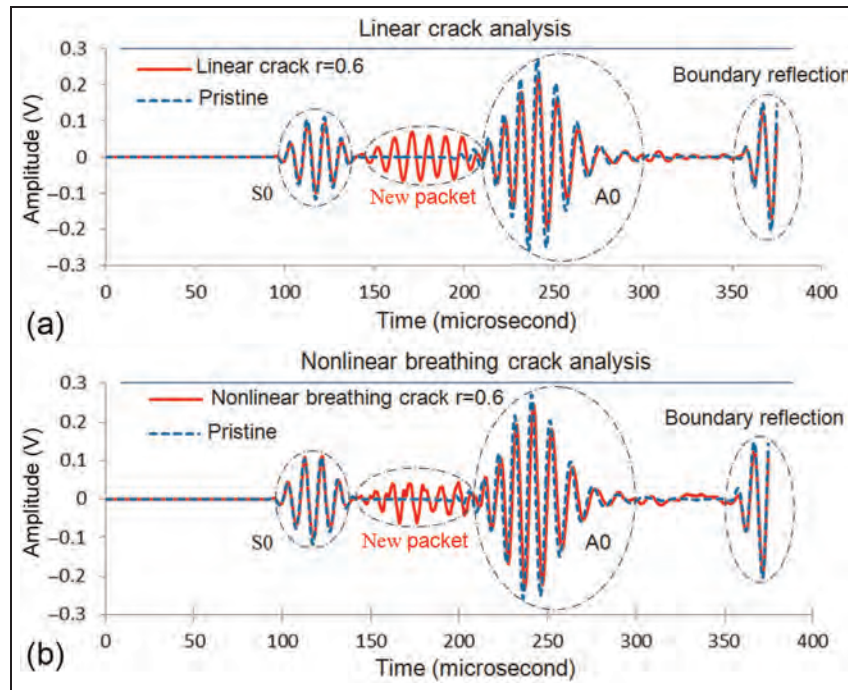 Linear crack analysis
0.3
Linear crack r=0.6
Pristine
Boundary reflection
0.2
0.1
0
–0.1
–0.2
–0.3
Amplitude (V)
S0
New packet
A0
0 50 100 150 200 250 300 350 400
Time (microsecond)
(a)
Nonlinear breathing crack analysis
0.3
Nonlinear breathing crack r=0.6
Pristine
Boundary reflection
0.2
0.1
0
–0.1
–0.2
–0.3
Amplitude (V)
S0
New packet
A0
0 50 100 150 200 250 300 350 400
Time (microsecond)
(b)